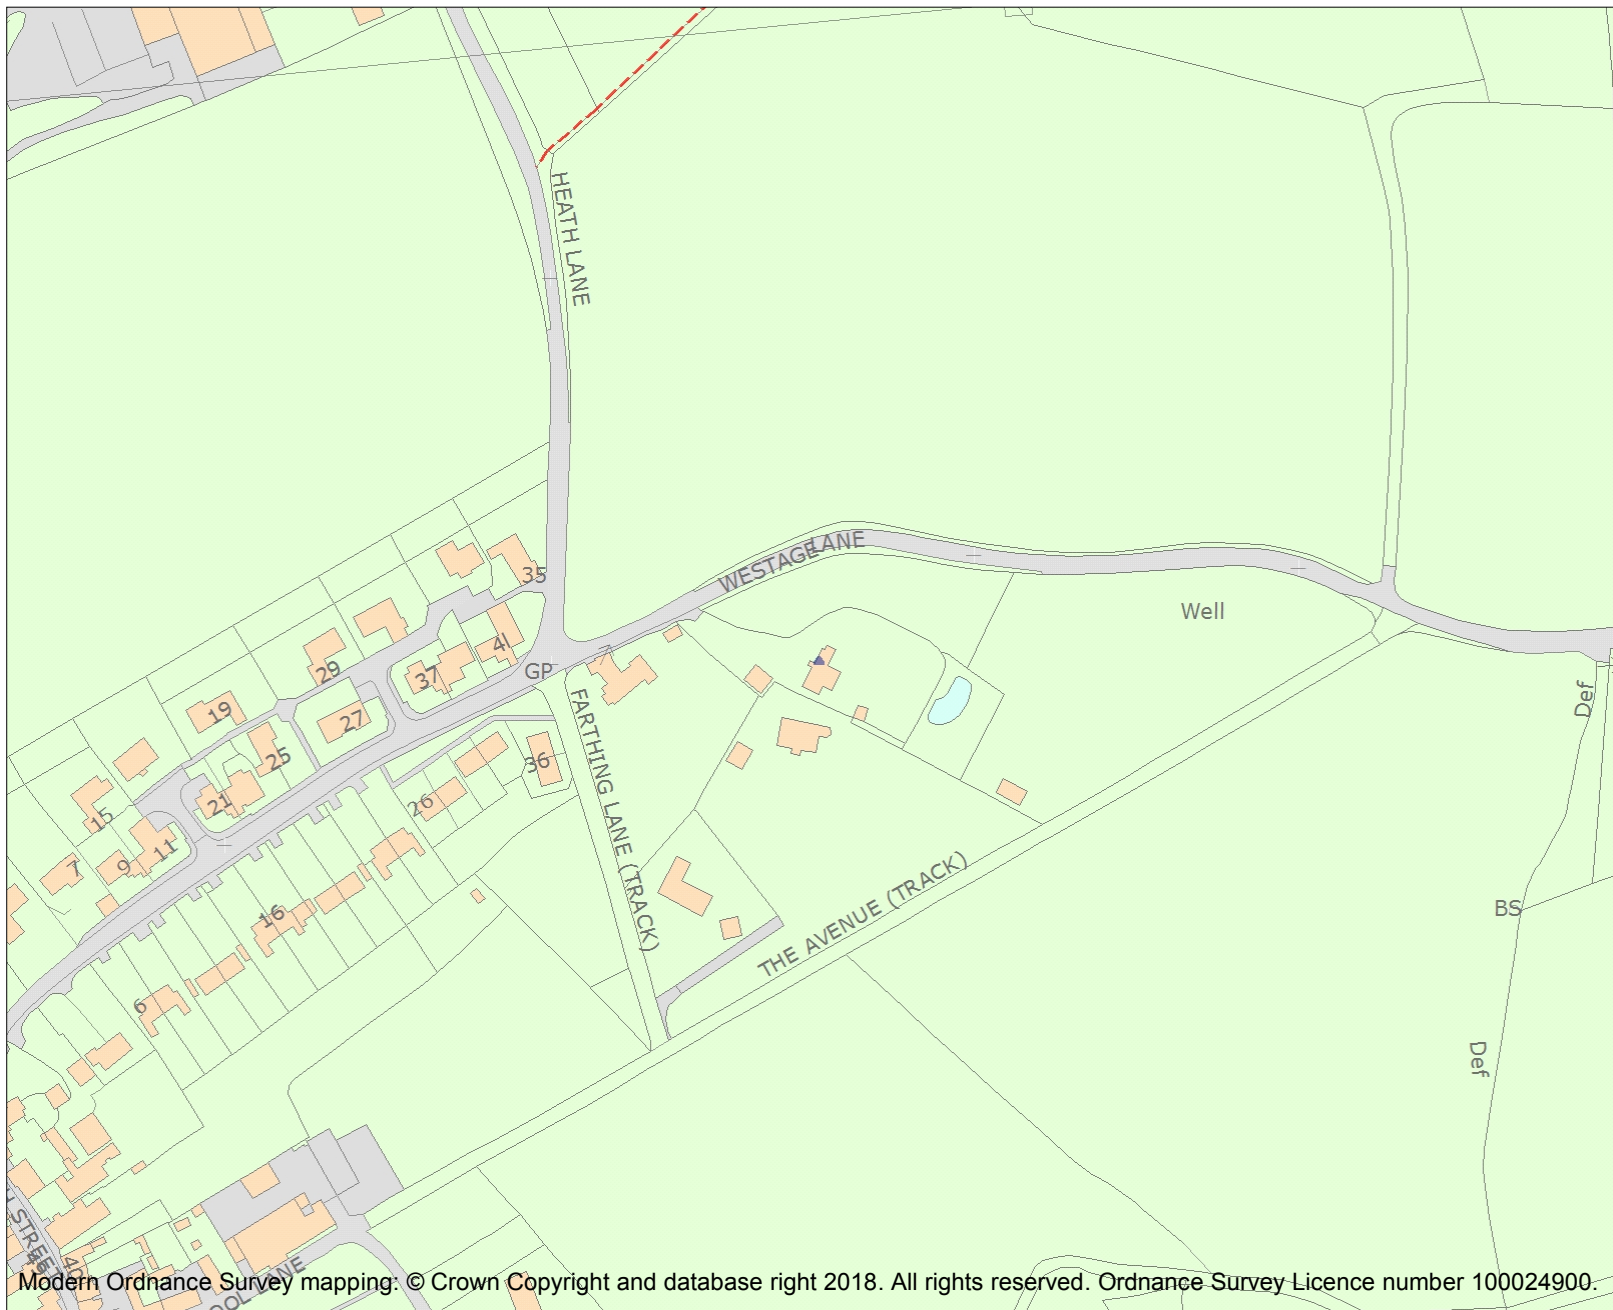 HEATH LANE
WESTAGE LANE
35
Well
41
GP
29
37
19
27
FARTHING LANE (TRACK)
Def
25
36
21
26
15
11
9
7
THE AVENUE (TRACK)
16
BS
6
Def
STREET
40
Modern Ordnance Survey mapping: © Crown Copyright and database right 2018. All rights reserved. Ordnance Survey Licence number 100024900.